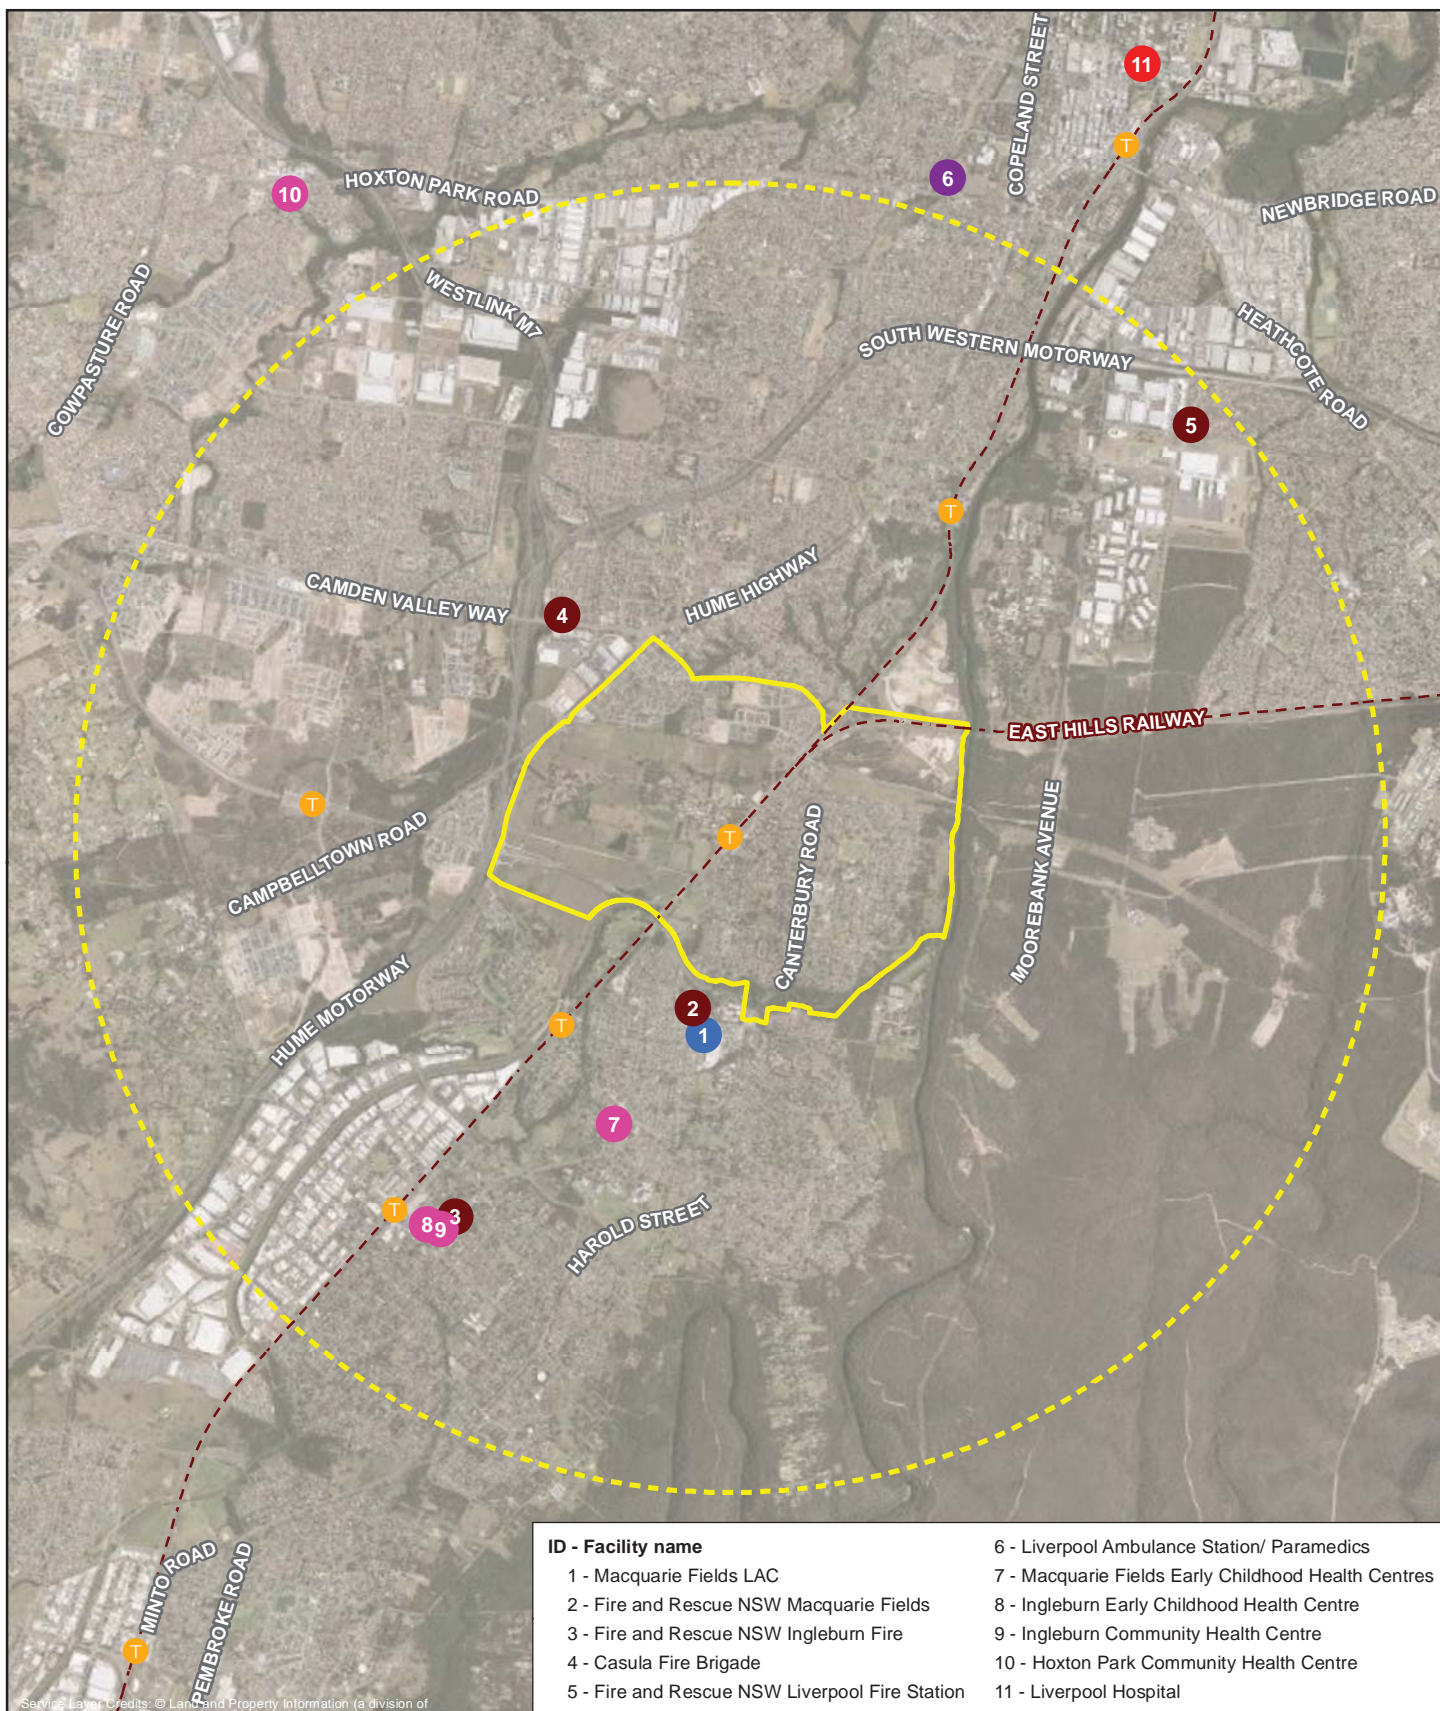 COPELAND STREET
11
T
6
10
HOXTON PARK ROAD
NEWBRIDGE ROAD
COWPASTURE ROAD
WESTLINK M7
SOUTH WESTERN MOTORWAY
HEATHCOTE ROAD
5
T
CAMDEN VALLEY WAY
4
HUME HIGHWAY
EAST HILLS RAILWAY
T
CAMPBELLTOWN ROAD
T
CANTERBURY ROAD
MOOREBANK AVENUE
HUME MOTORWAY
2
1
T
7
T
8
9
3
HAROLD STREET
MINTO ROAD
PEMBROKE ROAD
T
Service Layer Credits: © Land and Property Information (a division of
ID - Facility name
1 - Macquarie Fields LAC
2 - Fire and Rescue NSW Macquarie Fields
3 - Fire and Rescue NSW Ingleburn Fire
4 - Casula Fire Brigade
5 - Fire and Rescue NSW Liverpool Fire Station
6 - Liverpool Ambulance Station/ Paramedics
7 - Macquarie Fields Early Childhood Health Centres
8 - Ingleburn Early Childhood Health Centre
9 - Ingleburn Community Health Centre
10 - Hoxton Park Community Health Centre
11 - Liverpool Hospital